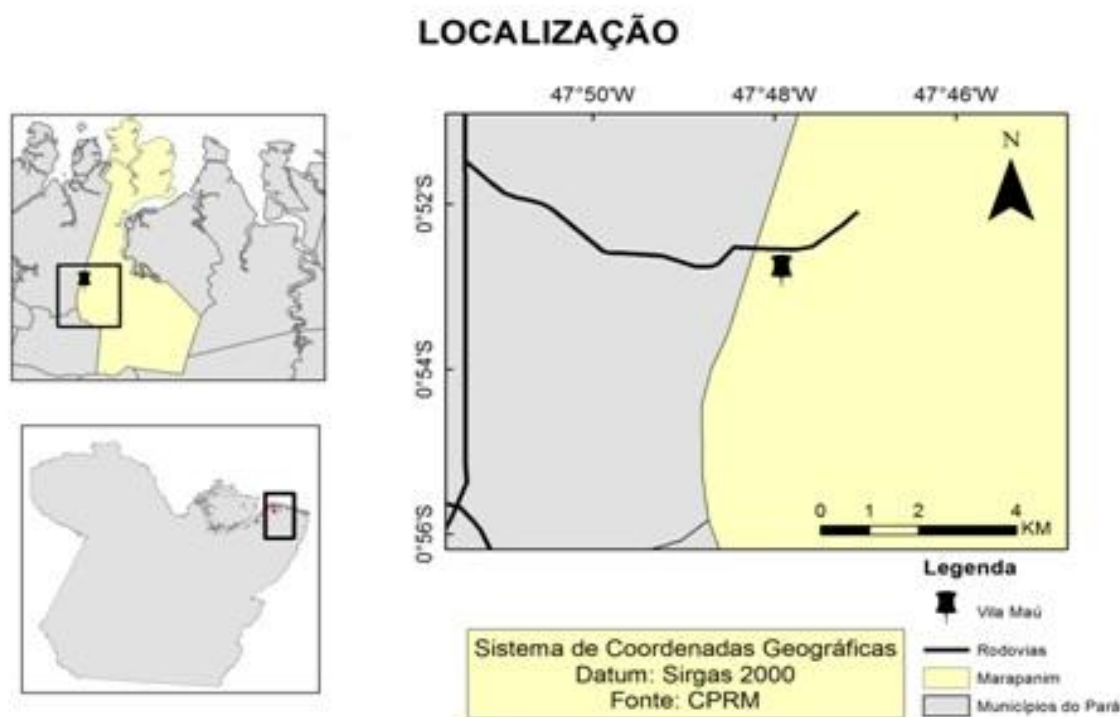 LOCALIZAÇÃO
47°50'W 47°48'W 47°46'W
N
0°52'S
0°54'S
0°56'S
0 1 2 4
KM
Legenda
Vila Maú
Rodovias
Marapanim
Municípios do Pará
Sistema de Coordenadas Geográficas
Datum: Sirgas 2000
Fonte: CPRM